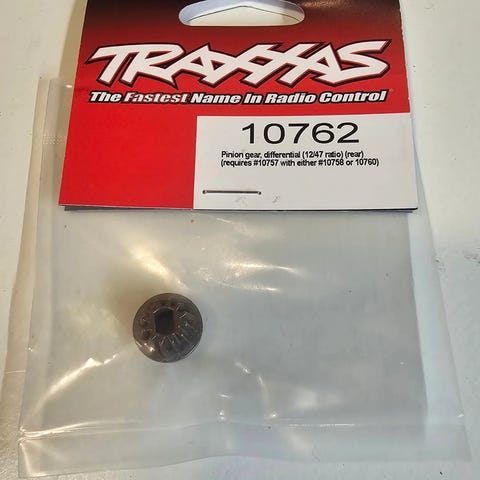 TRAXXAS
The Fastest Name In Radio Control
10762
Pinion gear, differential (12/47 ratio) (rear)
(requires #10757 with either #10758 or 10760)